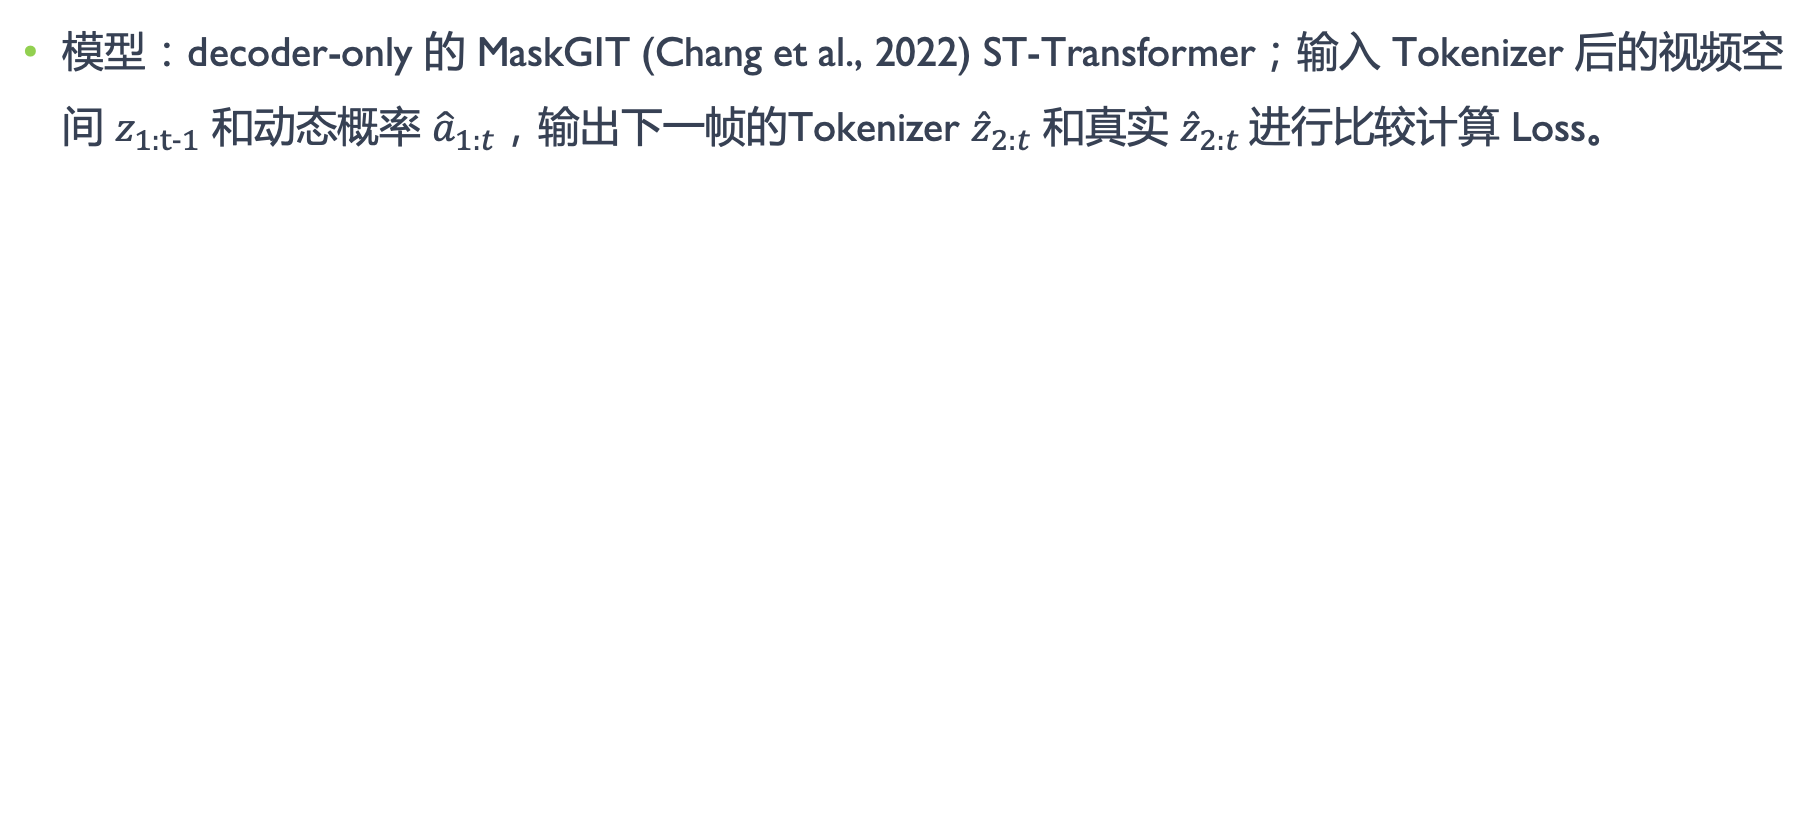 • 模型：decoder-only 的 MaskGIT (Chang et al., 2022) ST-Transformer；输入 Tokenizer 后的视频空
间 z₁:t-1 和动态概率 â₁:t，输出下一帧的Tokenizer ẑ₂:t 和真实 ẑ₂:t 进行比较计算 Loss。